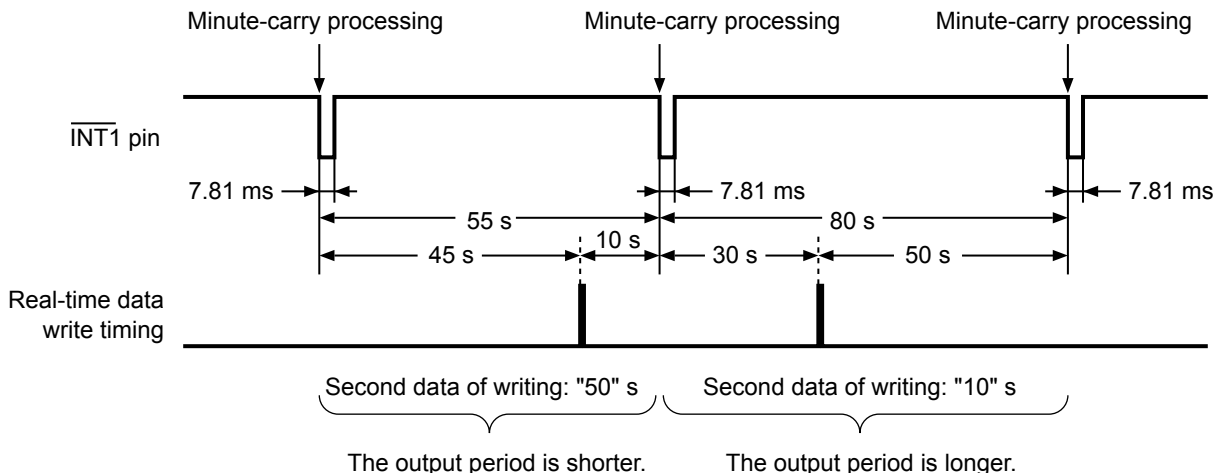 Minute-carry processing
Minute-carry processing
Minute-carry processing
INT1 pin
7.81 ms
7.81 ms
7.81 ms
55 s
80 s
45 s
10 s
30 s
50 s
Real-time data
write timing
Second data of writing: "50" s
Second data of writing: "10" s
The output period is shorter.
The output period is longer.